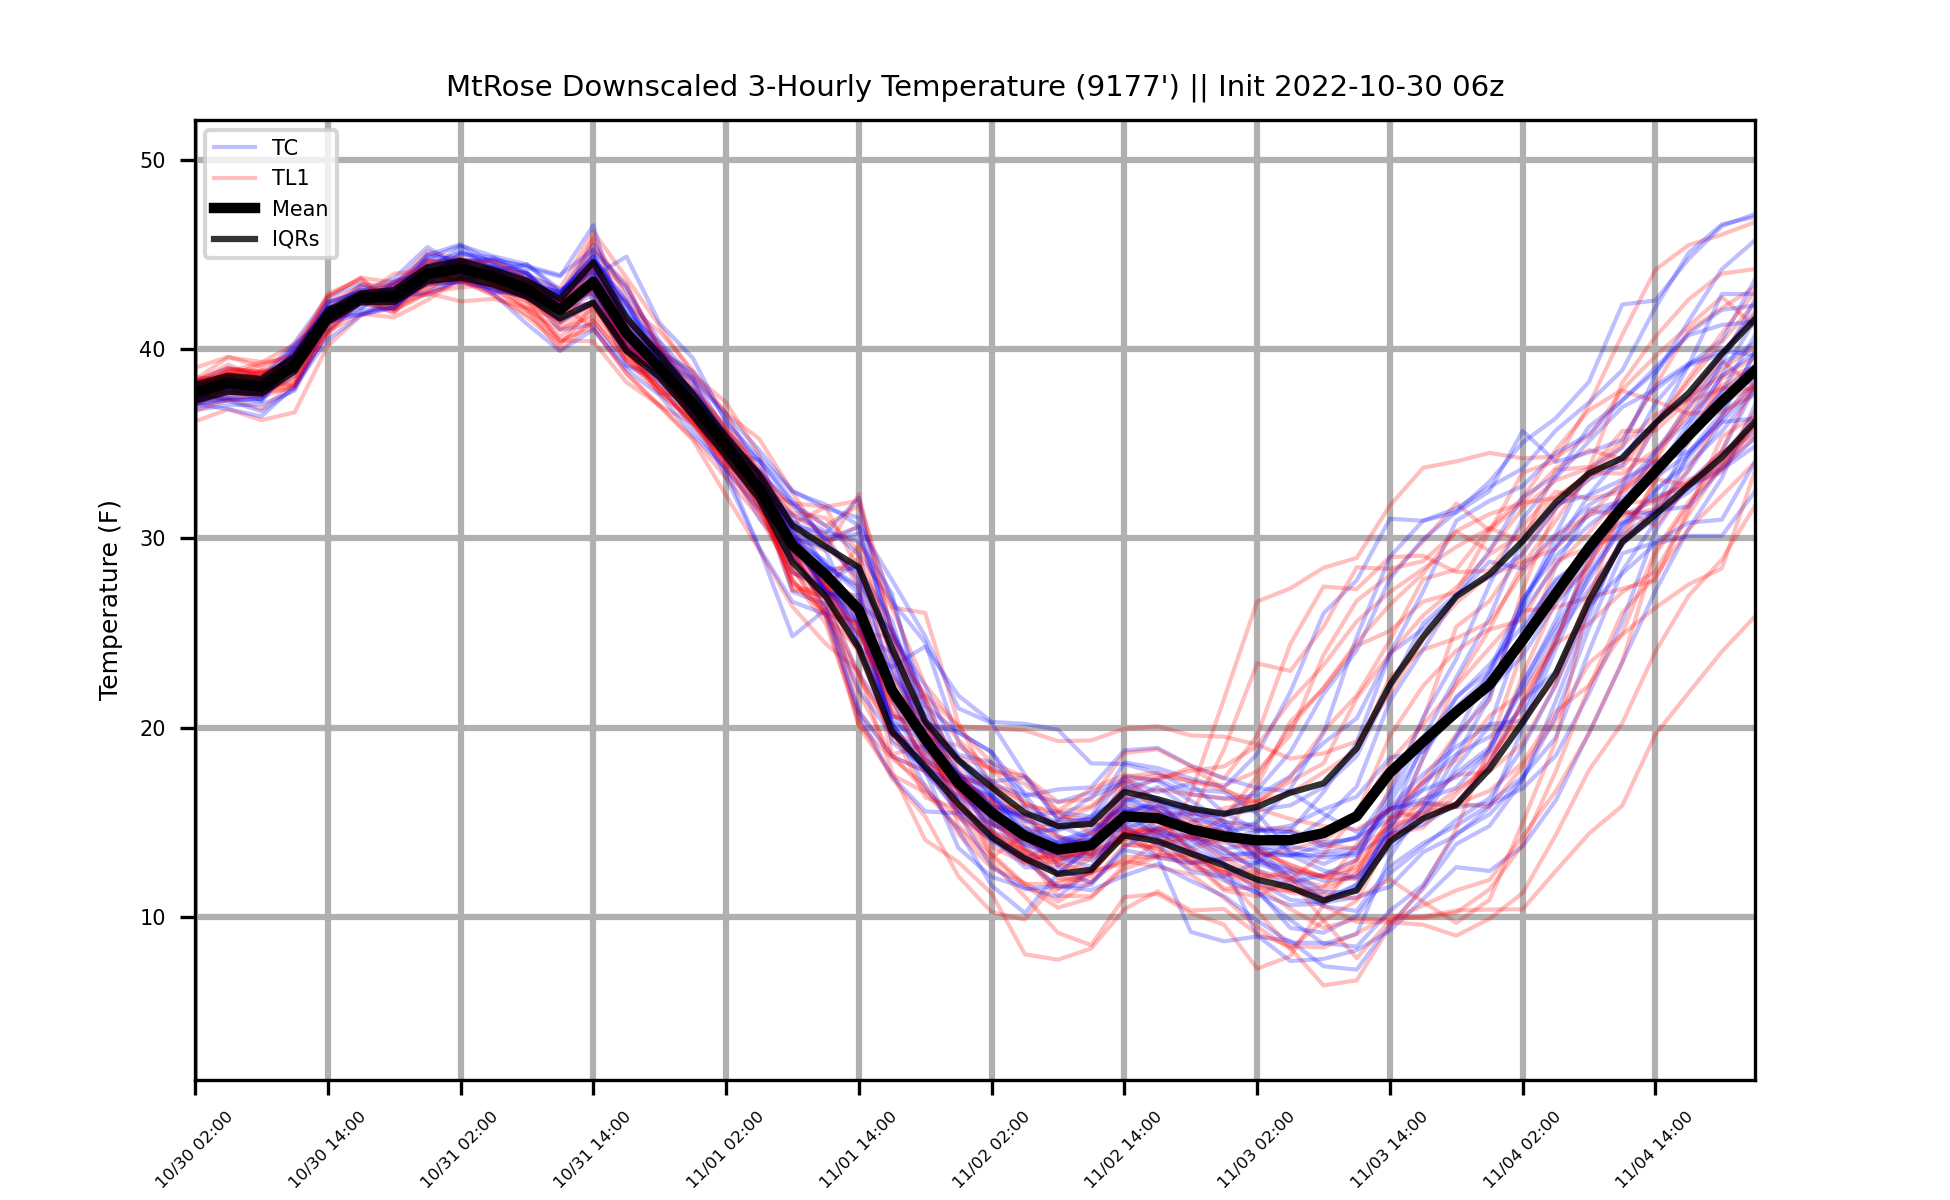 MtRose Downscaled 3-Hourly Temperature (9177') || Init 2022-10-30 06z
TC
TL1
Mean
IQRs
Temperature (F)
50
40
30
20
10
10/30 02:00
10/30 14:00
10/31 02:00
10/31 14:00
11/01 02:00
11/01 14:00
11/02 02:00
11/02 14:00
11/03 02:00
11/03 14:00
11/04 02:00
11/04 14:00